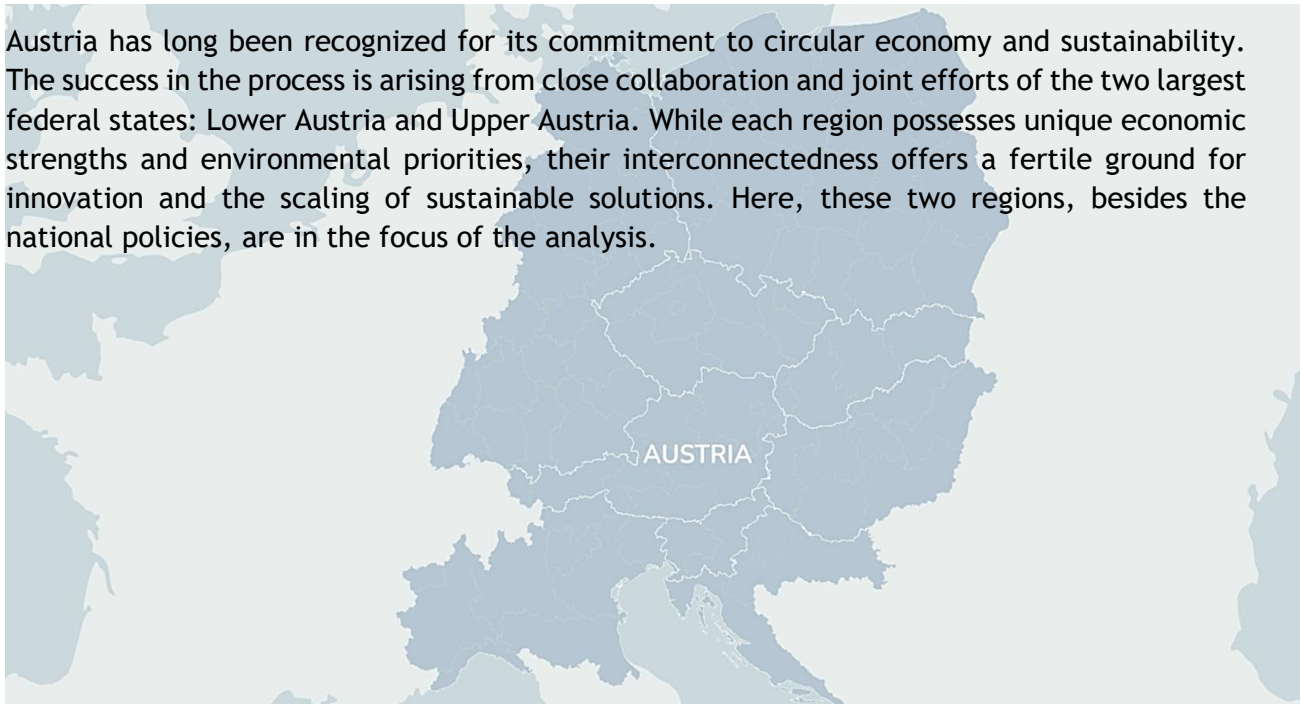 Austria has long been recognized for its commitment to circular economy and sustainability.
The success in the process is arising from close collaboration and joint efforts of the two largest
federal states: Lower Austria and Upper Austria. While each region possesses unique economic
strengths and environmental priorities, their interconnectedness offers a fertile ground for
innovation and the scaling of sustainable solutions. Here, these two regions, besides the
national policies, are in the focus of the analysis.
AUSTRIA